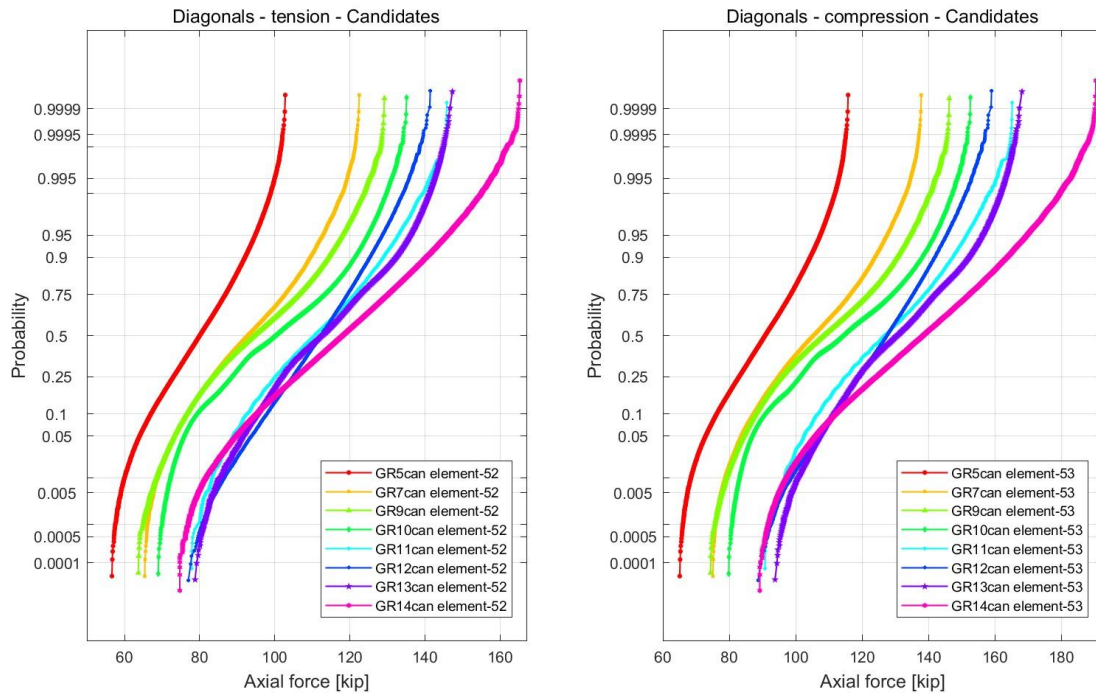 Diagonals - tension - Candidates
Probability
0.9999
0.9995
0.995
0.95
0.9
0.75
0.5
0.25
0.1
0.05
0.005
0.0005
0.0001
60 80 100 120 140 160
Axial force [kip]
GR5can element-52
GR7can element-52
GR9can element-52
GR10can element-52
GR11can element-52
GR12can element-52
GR13can element-52
GR14can element-52
Diagonals - compression - Candidates
Probability
0.9999
0.9995
0.995
0.95
0.9
0.75
0.5
0.25
0.1
0.05
0.005
0.0005
0.0001
60 80 100 120 140 160 180
Axial force [kip]
GR5can element-53
GR7can element-53
GR9can element-53
GR10can element-53
GR11can element-53
GR12can element-53
GR13can element-53
GR14can element-53